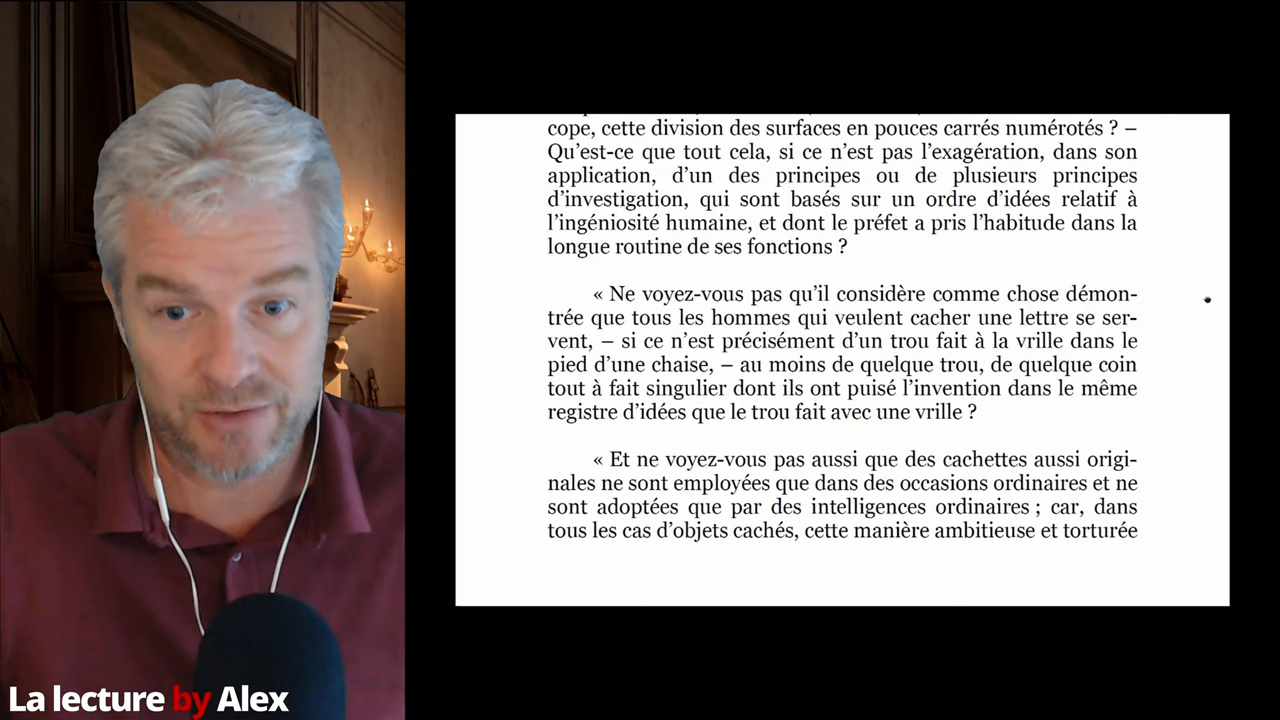 cope, cette division des surfaces en pouces carrés numérotés ? –
Qu’est-ce que tout cela, si ce n’est pas l’exagération, dans son
application, d’un des principes ou de plusieurs principes
d’investigation, qui sont basés sur un ordre d’idées relatif à
l’ingéniosité humaine, et dont le préfet a pris l’habitude dans la
longue routine de ses fonctions ?
« Ne voyez-vous pas qu’il considère comme chose démon-
trée que tous les hommes qui veulent cacher une lettre se ser-
vent, – si ce n’est précisément d’un trou fait à la vrille dans le
pied d’une chaise, – au moins de quelque trou, de quelque coin
tout à fait singulier dont ils ont puisé l’invention dans le même
registre d’idées que le trou fait avec une vrille ?
« Et ne voyez-vous pas aussi que des cachettes aussi origi-
nales ne sont employées que dans des occasions ordinaires et ne
sont adoptées que par des intelligences ordinaires ; car, dans
tous les cas d’objets cachés, cette manière ambitieuse et torturée
La lecture by Alex